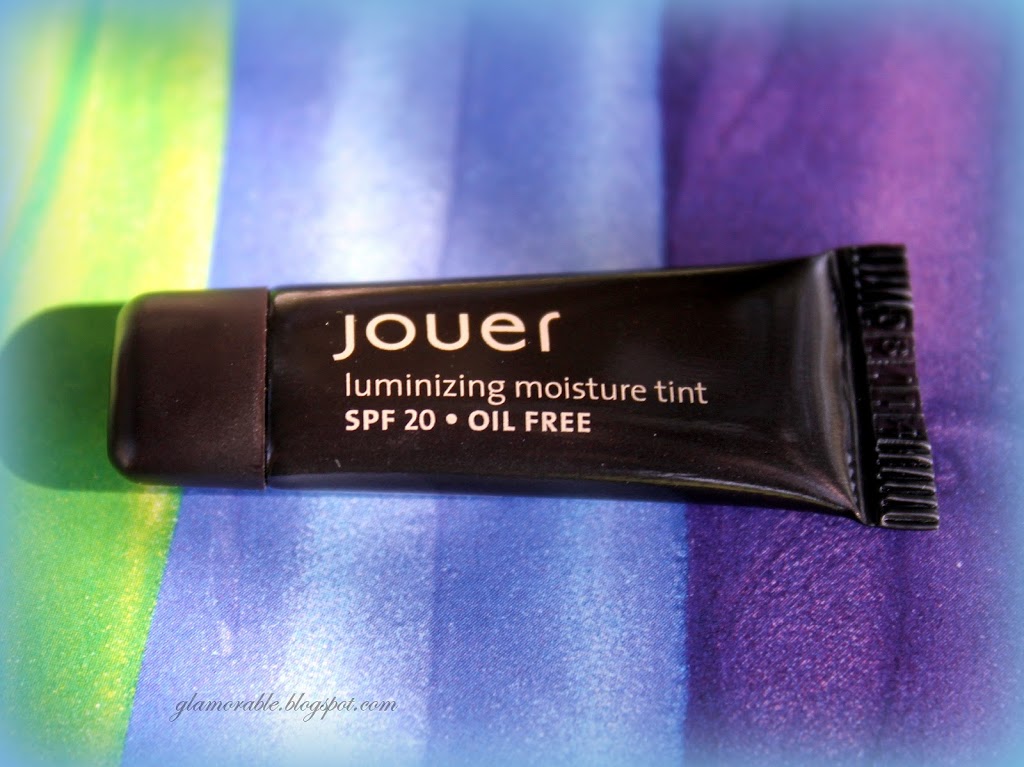 jouer
luminizing moisture tint
SPF 20 • OIL FREE
glamorable.blogspot.com